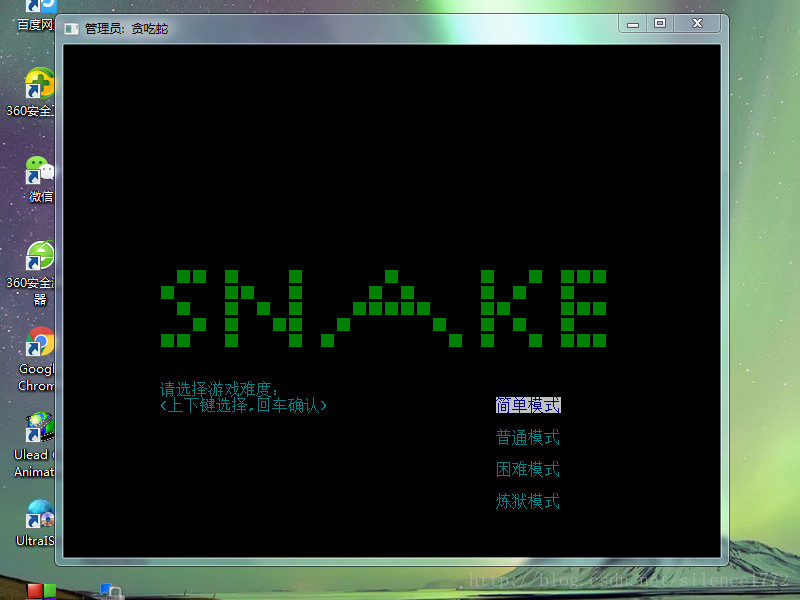 百度网
管理员: 贪吃蛇
360安全卫
微信
360安全浏
器
Googl
Chrom
Ulead
Animat
UltraIS
SNAKE
请选择游戏难度:
<上下键选择,回车确认>
简单模式
普通模式
困难模式
炼狱模式
http://blog.csdn.net/silence1772